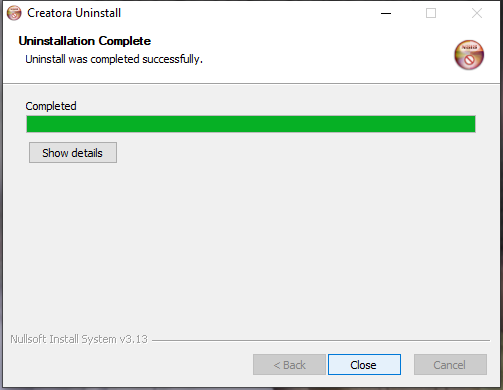 Creatora Uninstall
Uninstallation Complete
Uninstall was completed successfully.
Completed
Show details
Nullsoft Install System v3.13
< Back
Close
Cancel